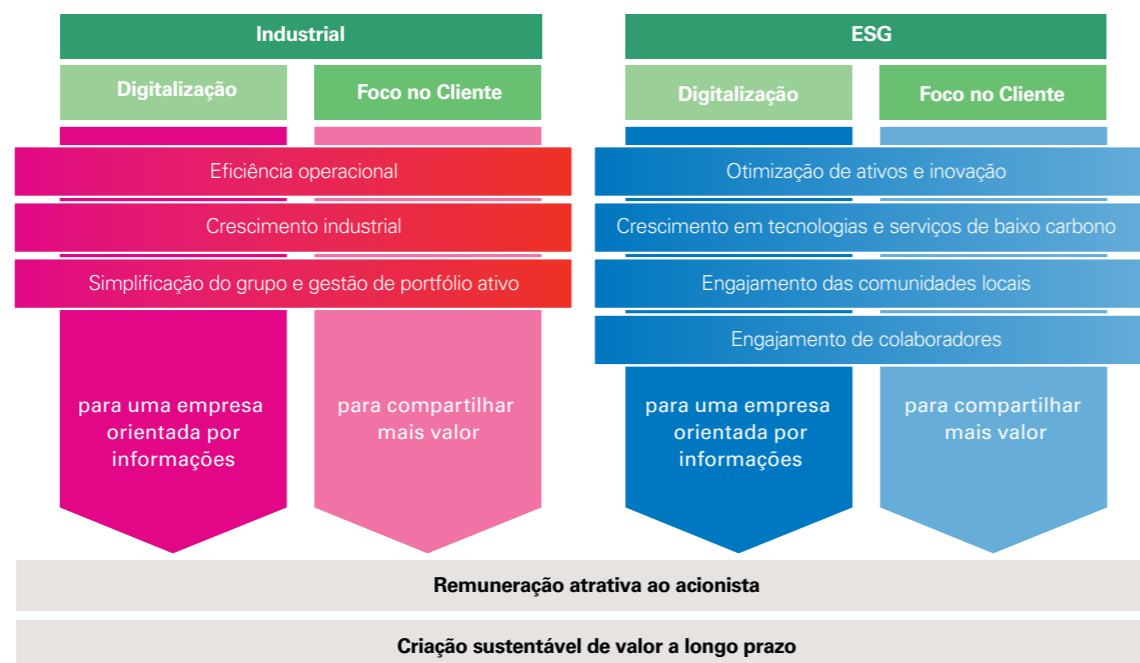 Industrial
Digitalização
Foco no Cliente
Eficiência operacional
Crescimento industrial
Simplificação do grupo e gestão de portfólio ativo
para uma empresa
orientada por
informações
para compartilhar
mais valor
ESG
Digitalização
Foco no Cliente
Otimização de ativos e inovação
Crescimento em tecnologias e serviços de baixo carbono
Engajamento das comunidades locais
Engajamento de colaboradores
para uma empresa
orientada por
informações
para compartilhar
mais valor
Remuneração atrativa ao acionista
Criação sustentável de valor a longo prazo